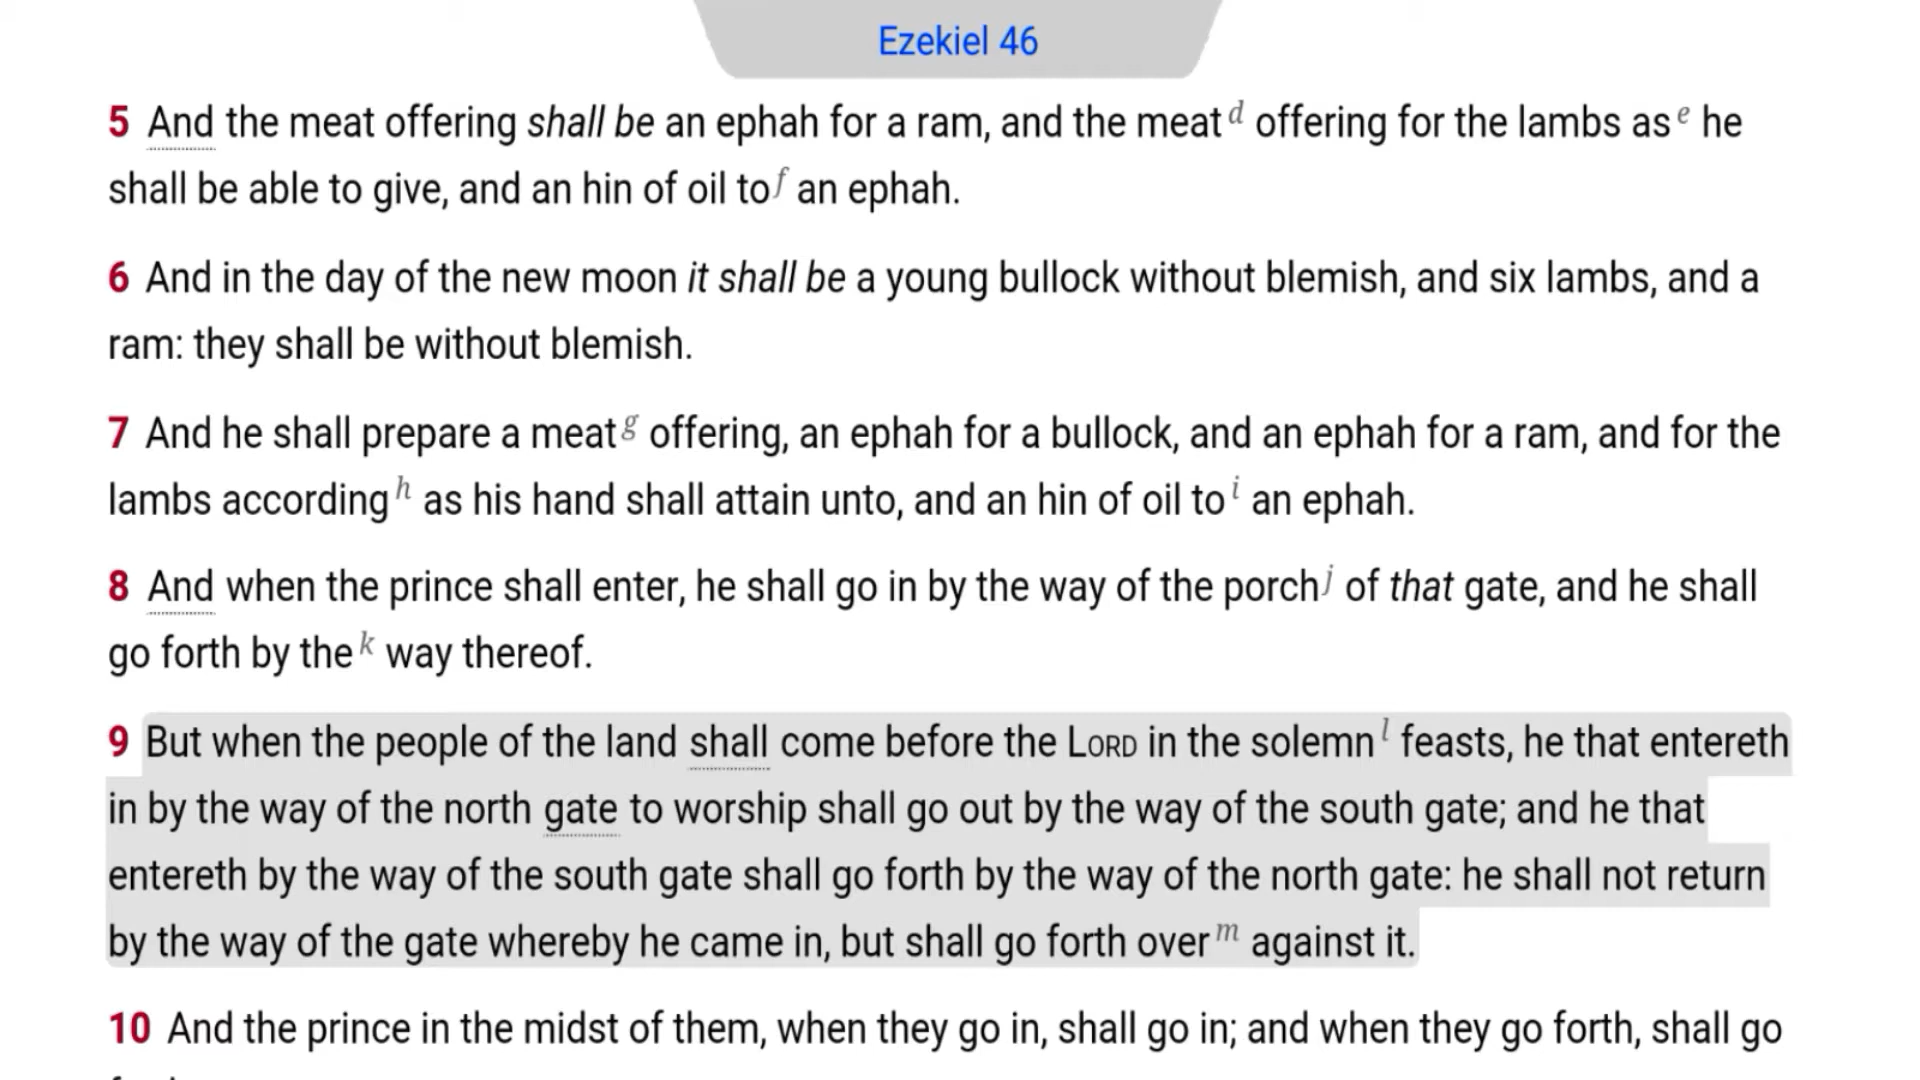 Ezekiel 46
5 And the meat offering shall be an ephah for a ram, and the meat d offering for the lambs as e he
shall be able to give, and an hin of oil to f an ephah.
6 And in the day of the new moon it shall be a young bullock without blemish, and six lambs, and a
ram: they shall be without blemish.
7 And he shall prepare a meat g offering, an ephah for a bullock, and an ephah for a ram, and for the
lambs according h as his hand shall attain unto, and an hin of oil to i an ephah.
8 And when the prince shall enter, he shall go in by the way of the porch j of that gate, and he shall
go forth by the k way thereof.
9 But when the people of the land shall come before the LORD in the solemn l feasts, he that entereth
in by the way of the north gate to worship shall go out by the way of the south gate; and he that
entereth by the way of the south gate shall go forth by the way of the north gate: he shall not return
by the way of the gate whereby he came in, but shall go forth over m against it.
10 And the prince in the midst of them, when they go in, shall go in; and when they go forth, shall go